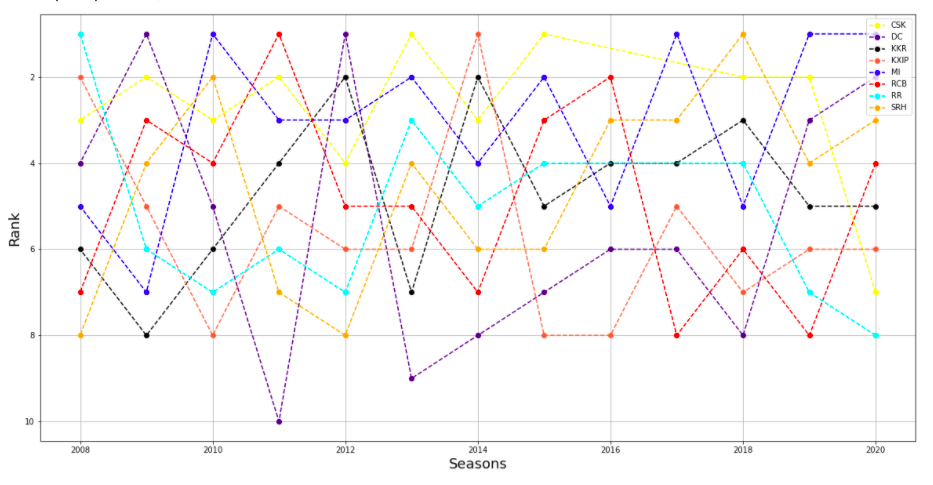 CSK
DC
KKR
KXIP
MI
RCB
RR
SRH
2
4
6
8
10
Rank
2008 2010 2012 2014 2016 2018 2020
Seasons